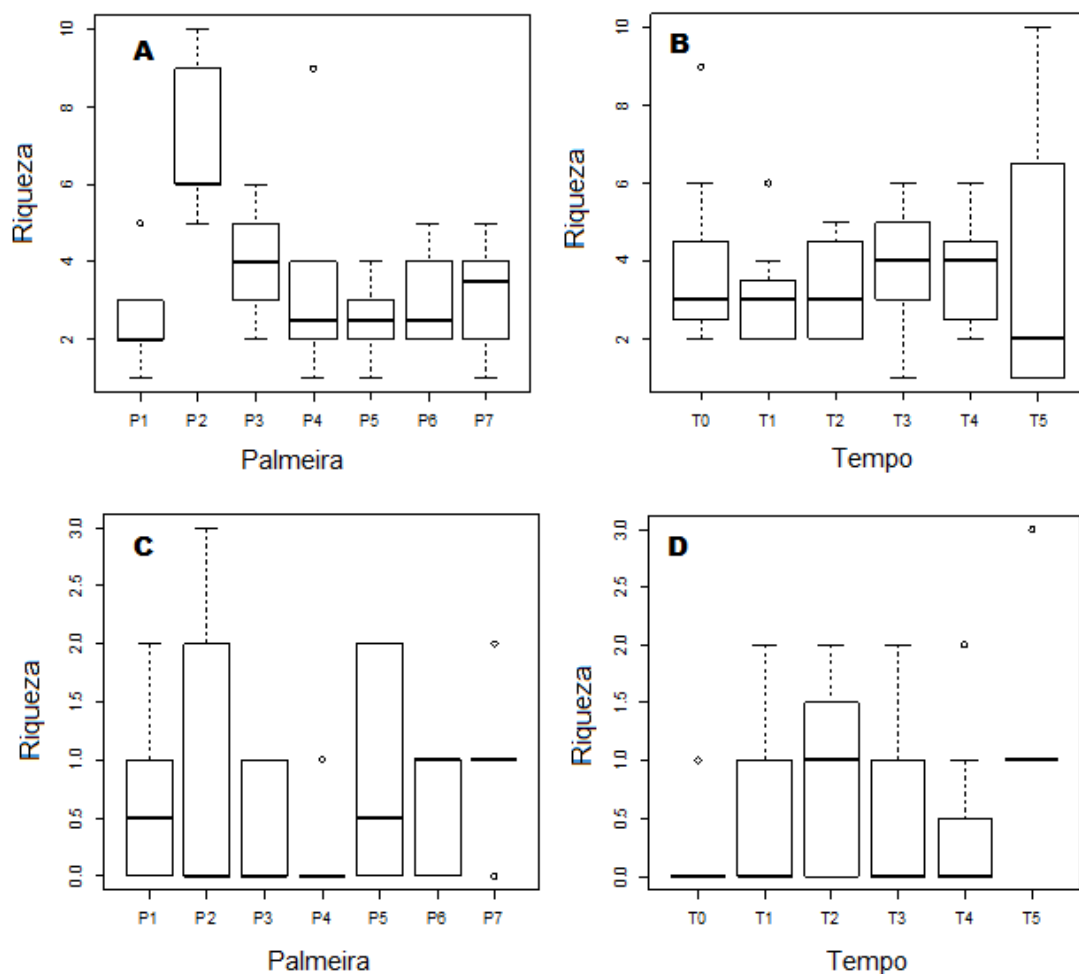 A
Riqueza
10
8
6
4
2
P1 P2 P3 P4 P5 P6 P7
Palmeira
B
Riqueza
10
8
6
4
2
T0 T1 T2 T3 T4 T5
Tempo
C
Riqueza
3.0
2.5
2.0
1.5
1.0
0.5
0.0
P1 P2 P3 P4 P5 P6 P7
Palmeira
D
Riqueza
3.0
2.5
2.0
1.5
1.0
0.5
0.0
T0 T1 T2 T3 T4 T5
Tempo